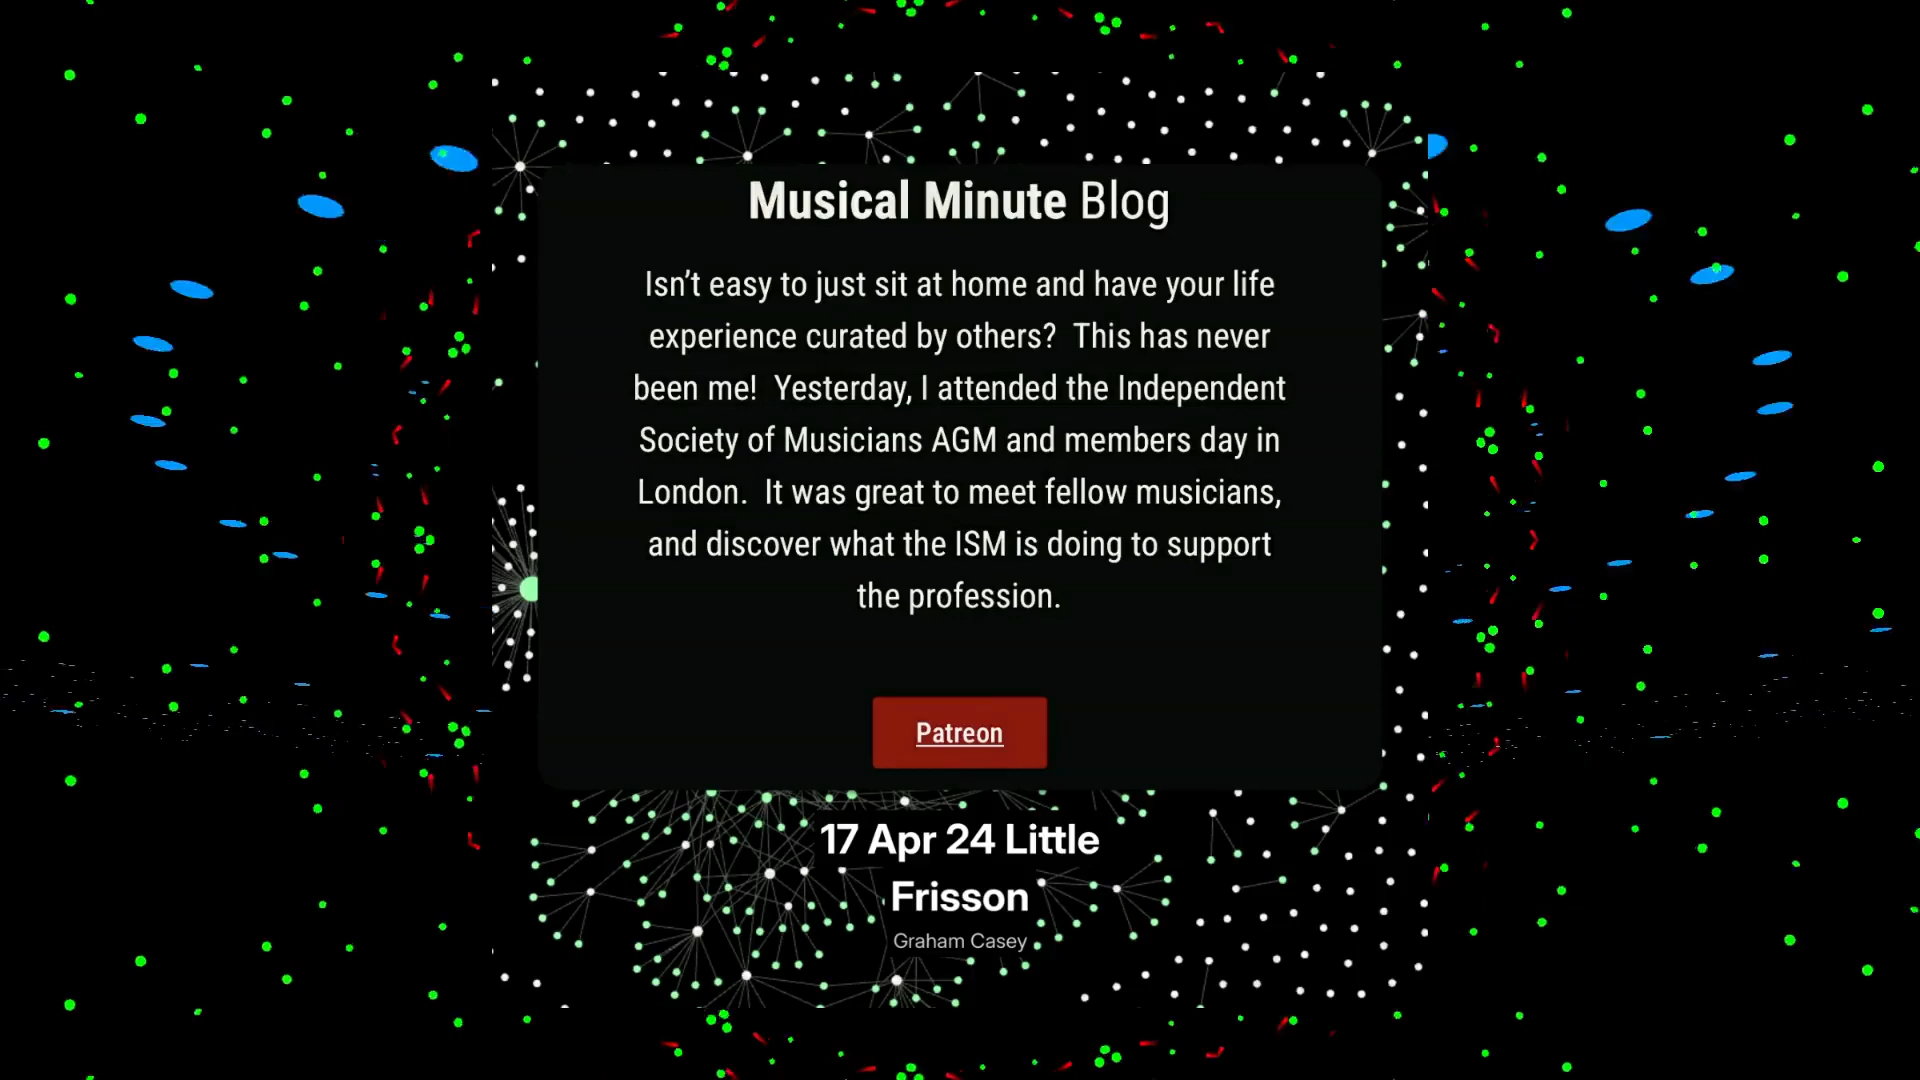 Musical Minute Blog
Isn’t easy to just sit at home and have your life
experience curated by others?  This has never
been me!  Yesterday, I attended the Independent
Society of Musicians AGM and members day in
London.  It was great to meet fellow musicians,
and discover what the ISM is doing to support
the profession.
Patreon
17 Apr 24 Little
Frisson
Graham Casey